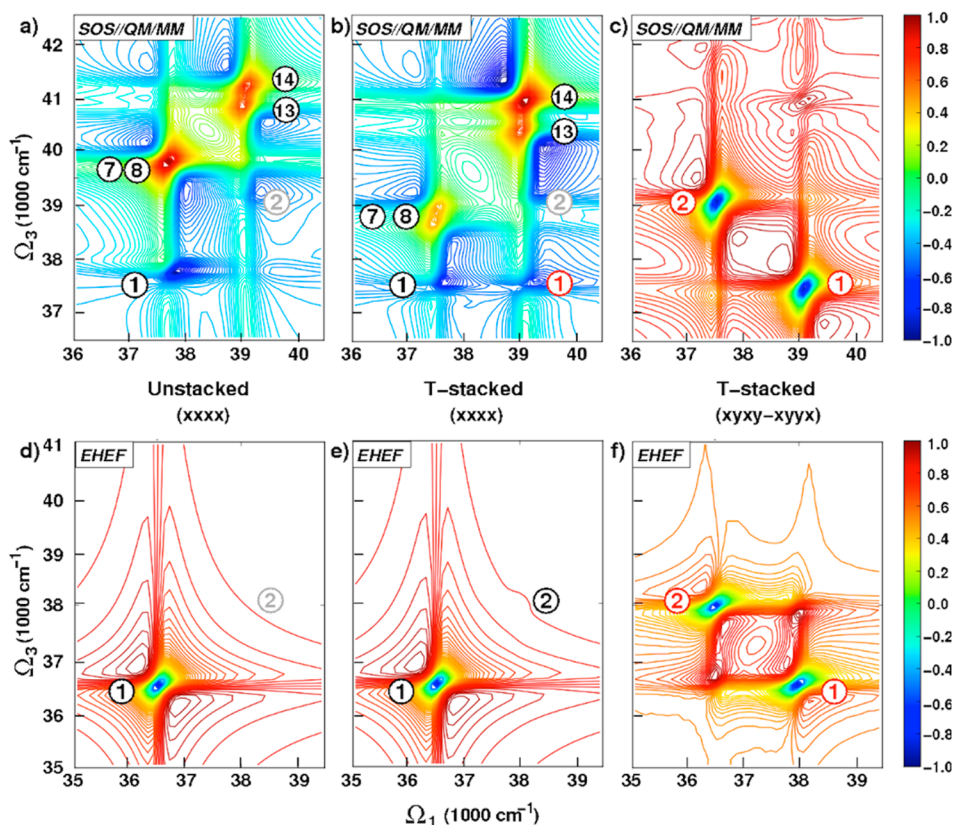 a) SOS//QM/MM
b) SOS//QM/MM
c) SOS//QM/MM
1.0
0.8
0.6
0.4
0.2
0.0
−0.2
−0.4
−0.6
−0.8
−1.0
Ω3 (1000 cm−1)
42
41
40
39
38
37
14
13
7 8
2
1
36 37 38 39 40
14
13
7 8
2
1
1
36 37 38 39 40
2
1
36 37 38 39 40
Unstacked
(xxxx)
T−stacked
(xxxx)
T−stacked
(xyxy−xyyx)
d) EHEF
e) EHEF
f) EHEF
1.0
0.8
0.6
0.4
0.2
0.0
−0.2
−0.4
−0.6
−0.8
−1.0
Ω3 (1000 cm−1)
41
40
39
38
37
36
35
2
1
35 36 37 38 39
2
1
35 36 37 38 39
2
1
35 36 37 38 39
Ω1 (1000 cm−1)